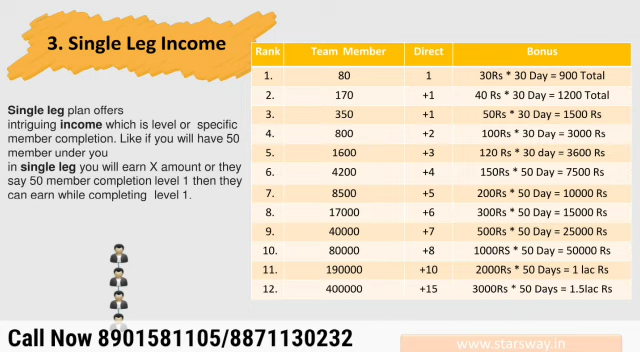 3. Single Leg Income
Single leg plan offers
intriguing income which is level or specific
member completion. Like if you will have 50
member under you
in single leg you will earn X amount or they
say 50 member completion level 1 then they
can earn while completing level 1.
Rank Team Member Direct Bonus
1. 80 1 30Rs * 30 Day = 900 Total
2. 170 +1 40 Rs * 30 Day = 1200 Total
3. 350 +1 50Rs * 30 Day = 1500 Rs
4. 800 +2 100Rs * 30 Day = 3000 Rs
5. 1600 +3 120 Rs * 30 day = 3600 Rs
6. 4200 +4 150Rs * 50 Day = 7500 Rs
7. 8500 +5 200Rs * 50 Day = 10000 Rs
8. 17000 +6 300Rs * 50 Day = 15000 Rs
9. 40000 +7 500Rs * 50 Day = 25000 Rs
10. 80000 +8 1000RS * 50 Day = 50000 Rs
11. 190000 +10 2000Rs * 50 Days = 1 lac Rs
12. 400000 +15 3000Rs * 50 Days = 1.5lac Rs
Call Now 8901581105/8871130232
www.starsway.in